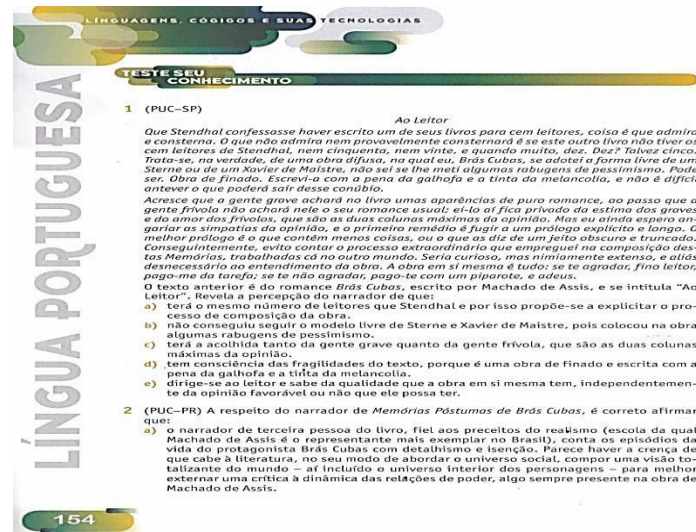 LINGUAGENS, CÓDIGOS E SUAS TECNOLOGIAS
LÍNGUA PORTUGUESA
TESTE SEU
CONHECIMENTO
1 (PUC–SP)
Ao Leitor
Que Stendhal confessasse haver escrito um de seus livros para cem leitores, coisa é que admira
e consterna. O que não admira nem provavelmente consternará é se este outro livro não tiver os
cem leitores de Stendhal, nem cinquenta, nem vinte, e quando muito, dez. Dez? Talvez cinco.
Trata-se, na verdade, de uma obra difusa, na qual eu, Brás Cubas, se adotei a forma livre de um
Sterne ou de um Xavier de Maistre, não sei se lhe meti algumas rabugens de pessimismo. Pode
ser. Obra de finado. Escrevi-a com a pena da galhofa e a tinta da melancolia, e não é difícil
antever o que poderá sair desse conúbio.
Acresce que a gente grave achará no livro umas aparências de puro romance, ao passo que a
gente frívola não achará nele o seu romance usual; ei-lo aí fica privado da estima dos graves
e do amor dos frívolos, que são as duas colunas máximas da opinião. Mas eu ainda espero an-
gariar as simpatias da opinião, e o primeiro remédio é fugir a um prólogo explícito e longo. O
melhor prólogo é o que contém menos coisas, ou o que as diz de um jeito obscuro e truncado.
Conseguintemente, evito contar o processo extraordinário que empreguei na composição des-
tas Memórias, trabalhadas cá no outro mundo. Seria curioso, mas nimiamente extenso, e aliás
desnecessário ao entendimento da obra. A obra em si mesma é tudo: se te agradar, fino leitor,
pago-me da tarefa; se te não agradar, pago-te com um piparote, e adeus.
O texto anterior é do romance Brás Cubas, escrito por Machado de Assis, e se intitula "Ao
Leitor". Revela a percepção do narrador de que:
a) terá o mesmo número de leitores que Stendhal e por isso propõe-se a explicitar o pro-
cesso de composição da obra.
b) não conseguiu seguir o modelo livre de Sterne e Xavier de Maistre, pois colocou na obra
algumas rabugens de pessimismo.
c) terá a acolhida tanto da gente grave quanto da gente frívola, que são as duas colunas
máximas da opinião.
d) tem consciência das fragilidades do texto, porque é uma obra de finado e escrita com a
pena da galhofa e a tinta da melancolia.
e) dirige-se ao leitor e sabe da qualidade que a obra em si mesma tem, independentemen-
te da opinião favorável ou não que ele possa ter.
2 (PUC–PR) A respeito do narrador de Memórias Póstumas de Brás Cubas, é correto afirmar
que:
a) o narrador de terceira pessoa do livro, fiel aos preceitos do realismo (escola da qual
Machado de Assis é o representante mais exemplar no Brasil), conta os episódios da
vida do protagonista Brás Cubas com detalhismo e isenção. Parece haver a crença de
que cabe à literatura, no seu modo de abordar o universo social, compor uma visão to-
talizante do mundo – aí incluído o universo interior dos personagens – para melhor
externar uma crítica à dinâmica das relações de poder, algo sempre presente na obra de
Machado de Assis.
154